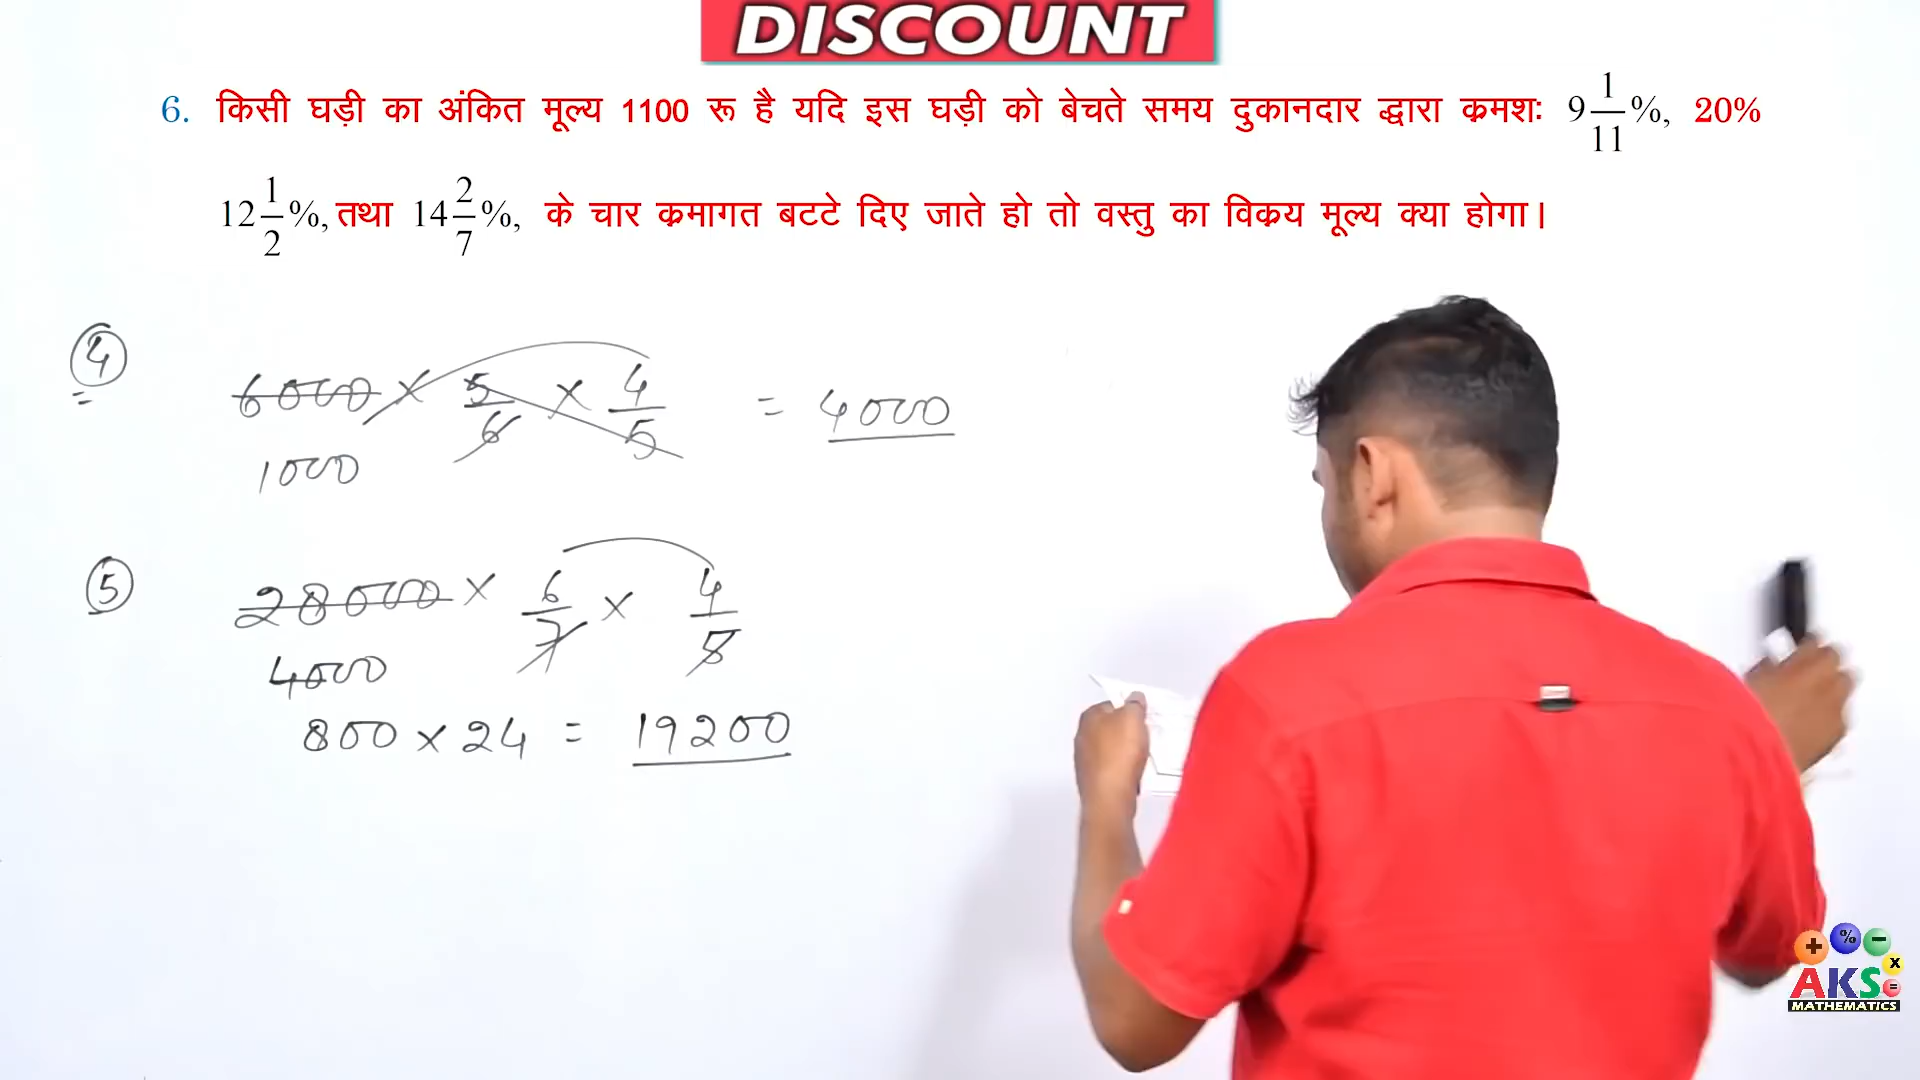 DISCOUNT
6. किसी घड़ी का अंकित मूल्य 1100 रू है यदि इस घड़ी को बेचते समय दुकानदार द्वारा क्रमशः 9 1/11 %, 20%
12 1/2 %, तथा 14 2/7 %, के चार क्रमागत बटटे दिए जाते हो तो वस्तु का विक्रय मूल्य क्या होगा।
4 6000 × 5/6 × 4/5 = 4000
1000
5 28000 × 6/7 × 4/5
4000
800 × 24 = 19200
+ % - x =
AKS
MATHEMATICS